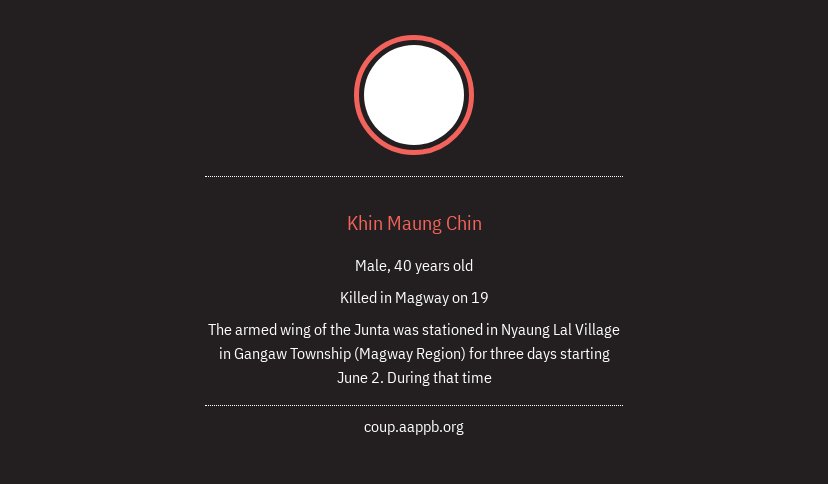 Khin Maung Chin
Male, 40 years old
Killed in Magway on 19
The armed wing of the Junta was stationed in Nyaung Lal Village
in Gangaw Township (Magway Region) for three days starting
June 2. During that time
coup.aappb.org